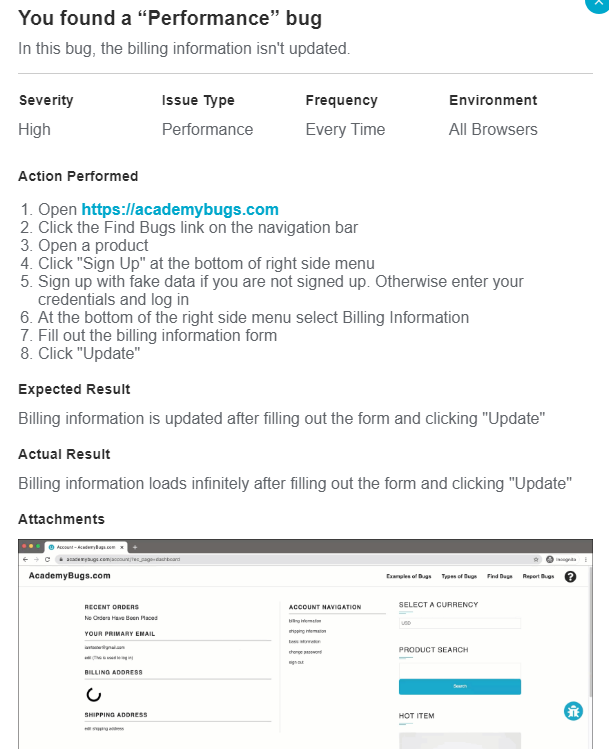 You found a “Performance” bug
In this bug, the billing information isn't updated.
Severity
Issue Type
Frequency
Environment
High
Performance
Every Time
All Browsers
Action Performed
1. Open https://academybugs.com
2. Click the Find Bugs link on the navigation bar
3. Open a product
4. Click "Sign Up" at the bottom of right side menu
5. Sign up with fake data if you are not signed up. Otherwise enter your
credentials and log in
6. At the bottom of the right side menu select Billing Information
7. Fill out the billing information form
8. Click "Update"
Expected Result
Billing information is updated after filling out the form and clicking "Update"
Actual Result
Billing information loads infinitely after filling out the form and clicking "Update"
Attachments
Account – AcademyBugs.com
academybugs.com/account/?ec_page=dashboard
Incognito
AcademyBugs.com
Examples of Bugs
Types of Bugs
Find Bugs
Report Bugs
?
RECENT ORDERS
No Orders Have Been Placed
YOUR PRIMARY EMAIL
edit (This is used to log in)
BILLING ADDRESS
SHIPPING ADDRESS
edit shipping address
ACCOUNT NAVIGATION
billing information
shipping information
basic information
change password
sign out
SELECT A CURRENCY
USD
PRODUCT SEARCH
Search
HOT ITEM